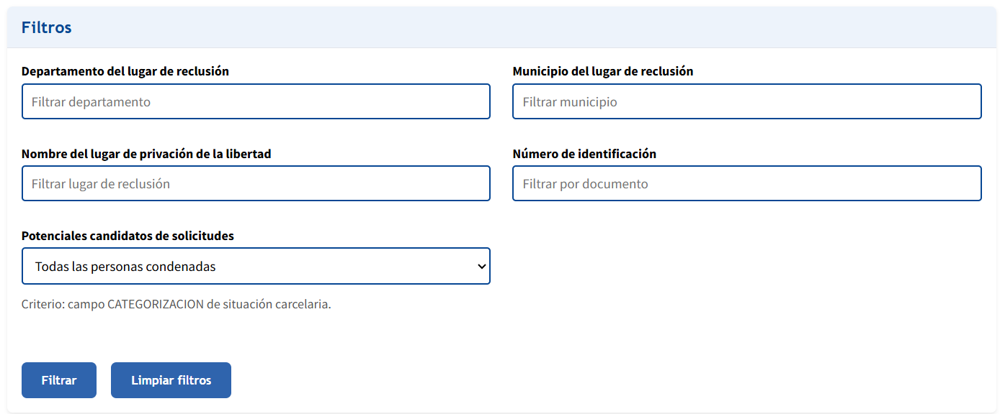 Filtros
Departamento del lugar de reclusión
Filtrar departamento
Municipio del lugar de reclusión
Filtrar municipio
Nombre del lugar de privación de la libertad
Filtrar lugar de reclusión
Número de identificación
Filtrar por documento
Potenciales candidatos de solicitudes
Todas las personas condenadas
Criterio: campo CATEGORIZACION de situación carcelaria.
Filtrar
Limpiar filtros